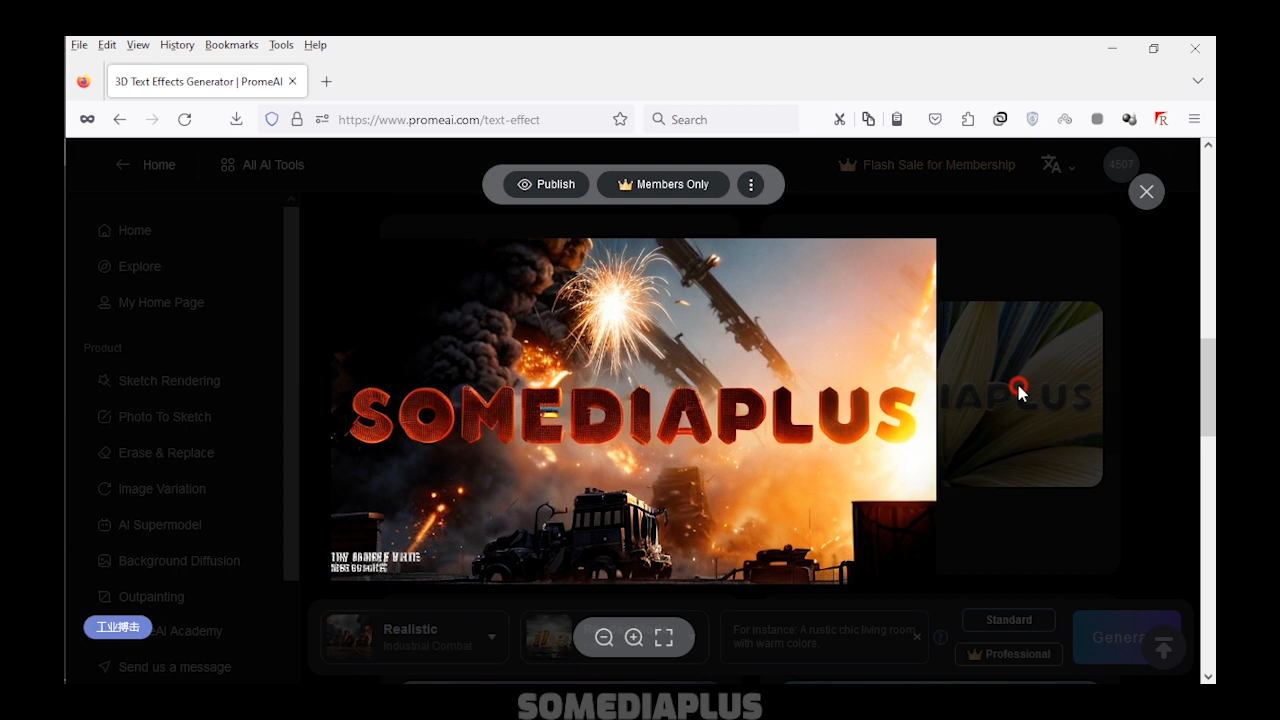 File Edit View History Bookmarks Tools Help
3D Text Effects Generator | PromeAI
https://www.promeai.com/text-effect
Search
Home
All AI Tools
Flash Sale for Membership
4507
Publish
Members Only
Home
Explore
My Home Page
Product
Sketch Rendering
Photo To Sketch
Erase & Replace
Image Variation
AI Supermodel
Background Diffusion
Outpainting
工业搏击
eAI Academy
Send us a message
SOMEDIAPLUS
IAPLUS
Realistic
Industrial Combat
For instance: A rustic chic living room
with warm colors.
Standard
Professional
Genera
SOMEDIAPLUS